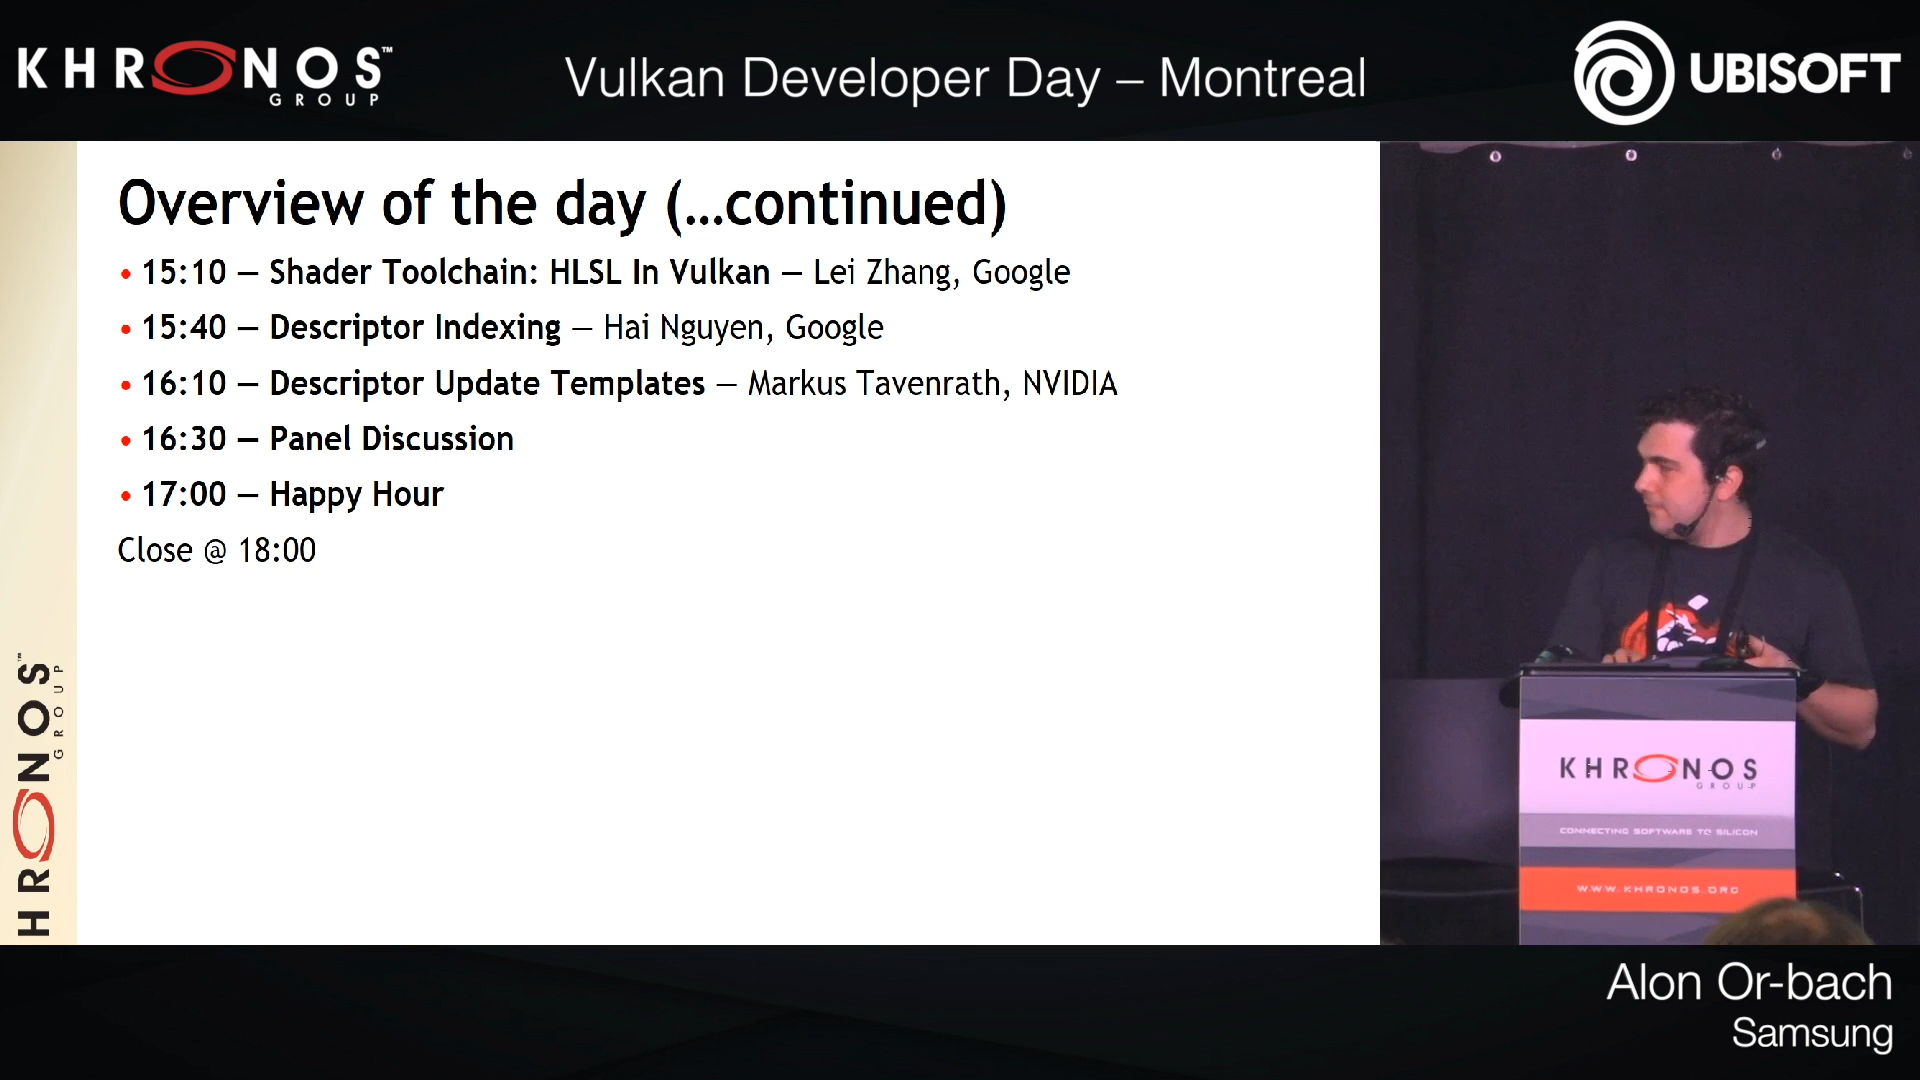 KHRONOS™
GROUP
Vulkan Developer Day – Montreal
UBISOFT
Overview of the day (…continued)
• 15:10 — Shader Toolchain: HLSL In Vulkan — Lei Zhang, Google
• 15:40 — Descriptor Indexing — Hai Nguyen, Google
• 16:10 — Descriptor Update Templates — Markus Tavenrath, NVIDIA
• 16:30 — Panel Discussion
• 17:00 — Happy Hour
Close @ 18:00
HRONOS™
GROUP
KHRONOS
GROUP
CONNECTING SOFTWARE TO SILICON
WWW.KHRONOS.ORG
Alon Or-bach
Samsung